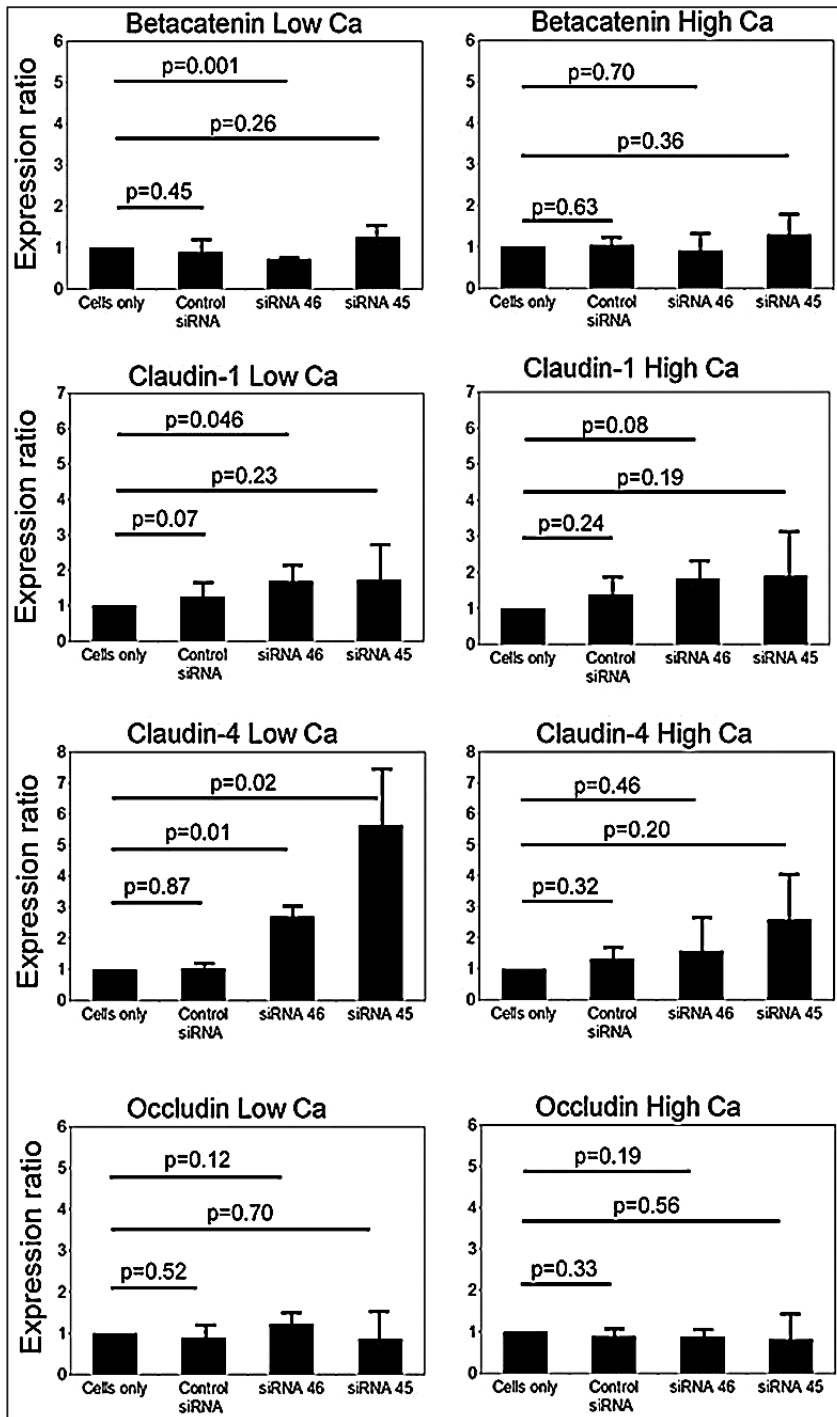 Betacatenin Low Ca
Expression ratio
6
5
4
3
2
1
0
p=0.001
p=0.26
p=0.45
Cells only
Control
siRNA
siRNA 46
siRNA 45
Betacatenin High Ca
6
5
4
3
2
1
0
p=0.70
p=0.36
p=0.63
Cells only
Control
siRNA
siRNA 46
siRNA 45
Claudin-1 Low Ca
Expression ratio
7
6
5
4
3
2
1
0
p=0.046
p=0.23
p=0.07
Cells only
Control
siRNA
siRNA 46
siRNA 45
Claudin-1 High Ca
7
6
5
4
3
2
1
0
p=0.08
p=0.19
p=0.24
Cells only
Control
siRNA
siRNA 46
siRNA 45
Claudin-4 Low Ca
Expression ratio
8
7
6
5
4
3
2
1
0
p=0.02
p=0.01
p=0.87
Cells only
Control
siRNA
siRNA 46
siRNA 45
Claudin-4 High Ca
8
7
6
5
4
3
2
1
0
p=0.46
p=0.20
p=0.32
Cells only
Control
siRNA
siRNA 46
siRNA 45
Occludin Low Ca
Expression ratio
6
5
4
3
2
1
0
p=0.12
p=0.70
p=0.52
Cells only
Control
siRNA
siRNA 46
siRNA 45
Occludin High Ca
6
5
4
3
2
1
0
p=0.19
p=0.56
p=0.33
Cells only
Control
siRNA
siRNA 46
siRNA 45